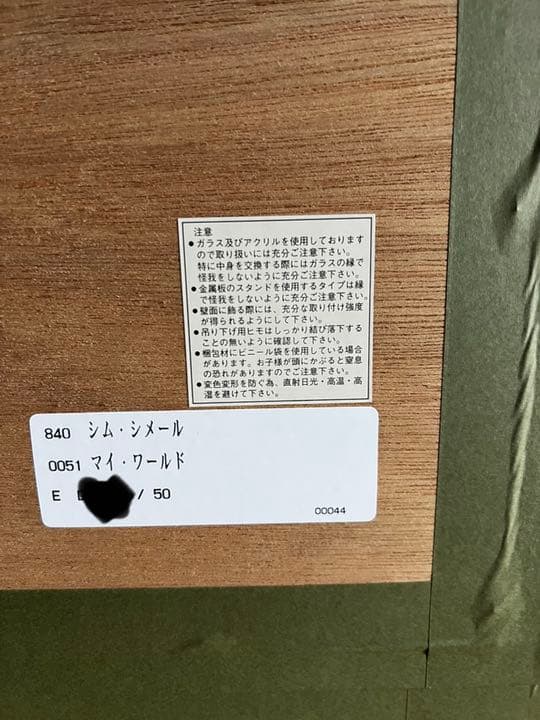 注意
●ガラス及びアクリルを使用しております
ので取り扱いには充分ご注意下さい。
特に中身を交換する際にはガラスの縁で
怪我をしないように充分ご注意下さい。
●金属板のスタンドを使用するタイプは縁
で怪我をしないように充分ご注意下さい。
●壁面に飾る際には、充分な取り付け強度
が得られるようにして下さい。
●吊り下げ用ヒモはしっかり結び落下する
ことの無いように確認して下さい。
●梱包材にビニール袋を使用している場合
があります。お子様が頭にかぶると窒息
の恐れがありますのでご注意下さい。
●変色変形を防ぐ為、直射日光・高温・高
湿を避けて下さい。
840 シム・シメール
0051 マイ・ワールド
E / 50
00044